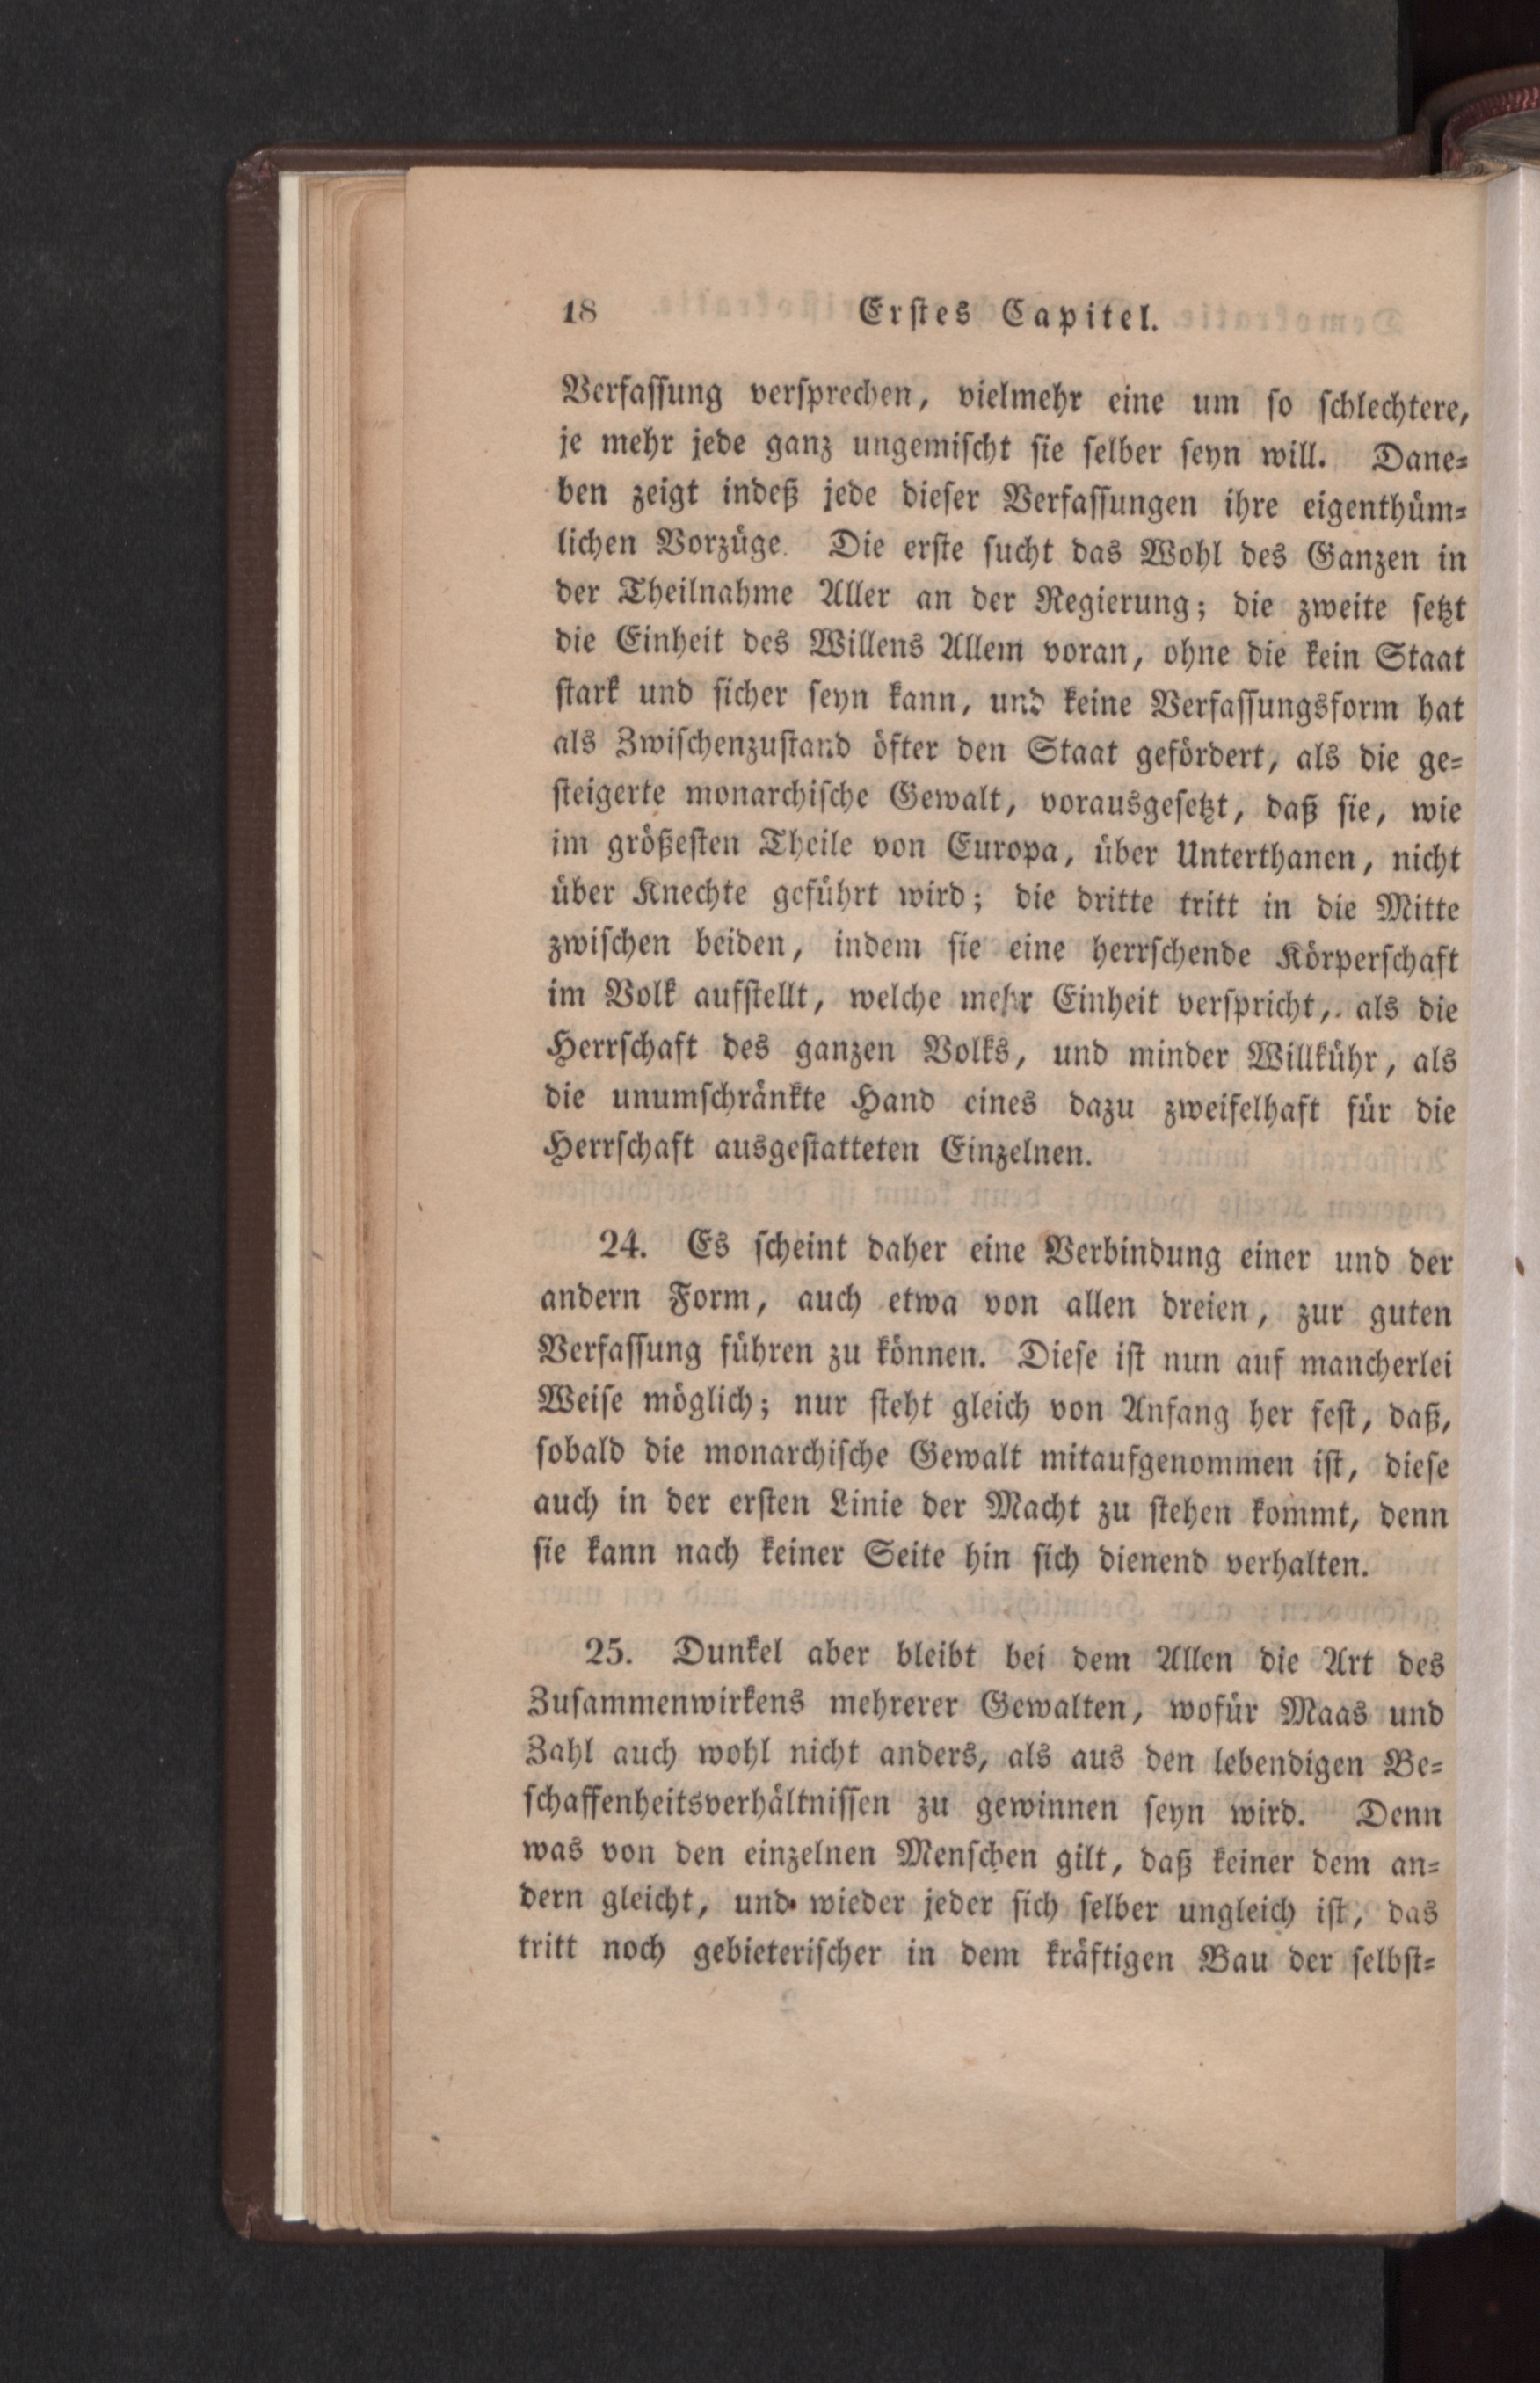 18 Erſtes Capitel.
Verfaſſung verſprechen, vielmehr eine um ſo ſchlechtere,
je mehr jede ganz ungemiſcht ſie ſelber ſeyn will. Dane⸗
ben zeigt indeß jede dieſer Verfaſſungen ihre eigenthüm⸗
lichen Vorzüge. Die erſte ſucht das Wohl des Ganzen in
der Theilnahme Aller an der Regierung; die zweite ſetzt
die Einheit des Willens Allem voran, ohne die kein Staat
ſtark und ſicher ſeyn kann, und keine Verfaſſungsform hat
als Zwiſchenzuſtand öfter den Staat gefördert, als die ge⸗
ſteigerte monarchiſche Gewalt, vorausgeſetzt, daß ſie, wie
im größeſten Theile von Europa, über Unterthanen, nicht
über Knechte geführt wird; die dritte tritt in die Mitte
zwiſchen beiden, indem ſie eine herrſchende Körperſchaft
im Volk aufſtellt, welche mehr Einheit verſpricht, als die
Herrſchaft des ganzen Volks, und minder Willkühr, als
die unumſchränkte Hand eines dazu zweifelhaft für die
Herrſchaft ausgeſtatteten Einzelnen.
24. Es ſcheint daher eine Verbindung einer und der
andern Form, auch etwa von allen dreien, zur guten
Verfaſſung führen zu können. Dieſe iſt nun auf mancherlei
Weiſe möglich; nur ſteht gleich von Anfang her feſt, daß,
ſobald die monarchiſche Gewalt mitaufgenommen iſt, dieſe
auch in der erſten Linie der Macht zu ſtehen kommt, denn
ſie kann nach keiner Seite hin ſich dienend verhalten.
25. Dunkel aber bleibt bei dem Allen die Art des
Zuſammenwirkens mehrerer Gewalten, wofür Maas und
Zahl auch wohl nicht anders, als aus den lebendigen Be⸗
ſchaffenheitsverhältniſſen zu gewinnen ſeyn wird. Denn
was von den einzelnen Menſchen gilt, daß keiner dem an⸗
dern gleicht, und wieder jeder ſich ſelber ungleich iſt, das
tritt noch gebieteriſcher in dem kräftigen Bau der ſelbſt⸗